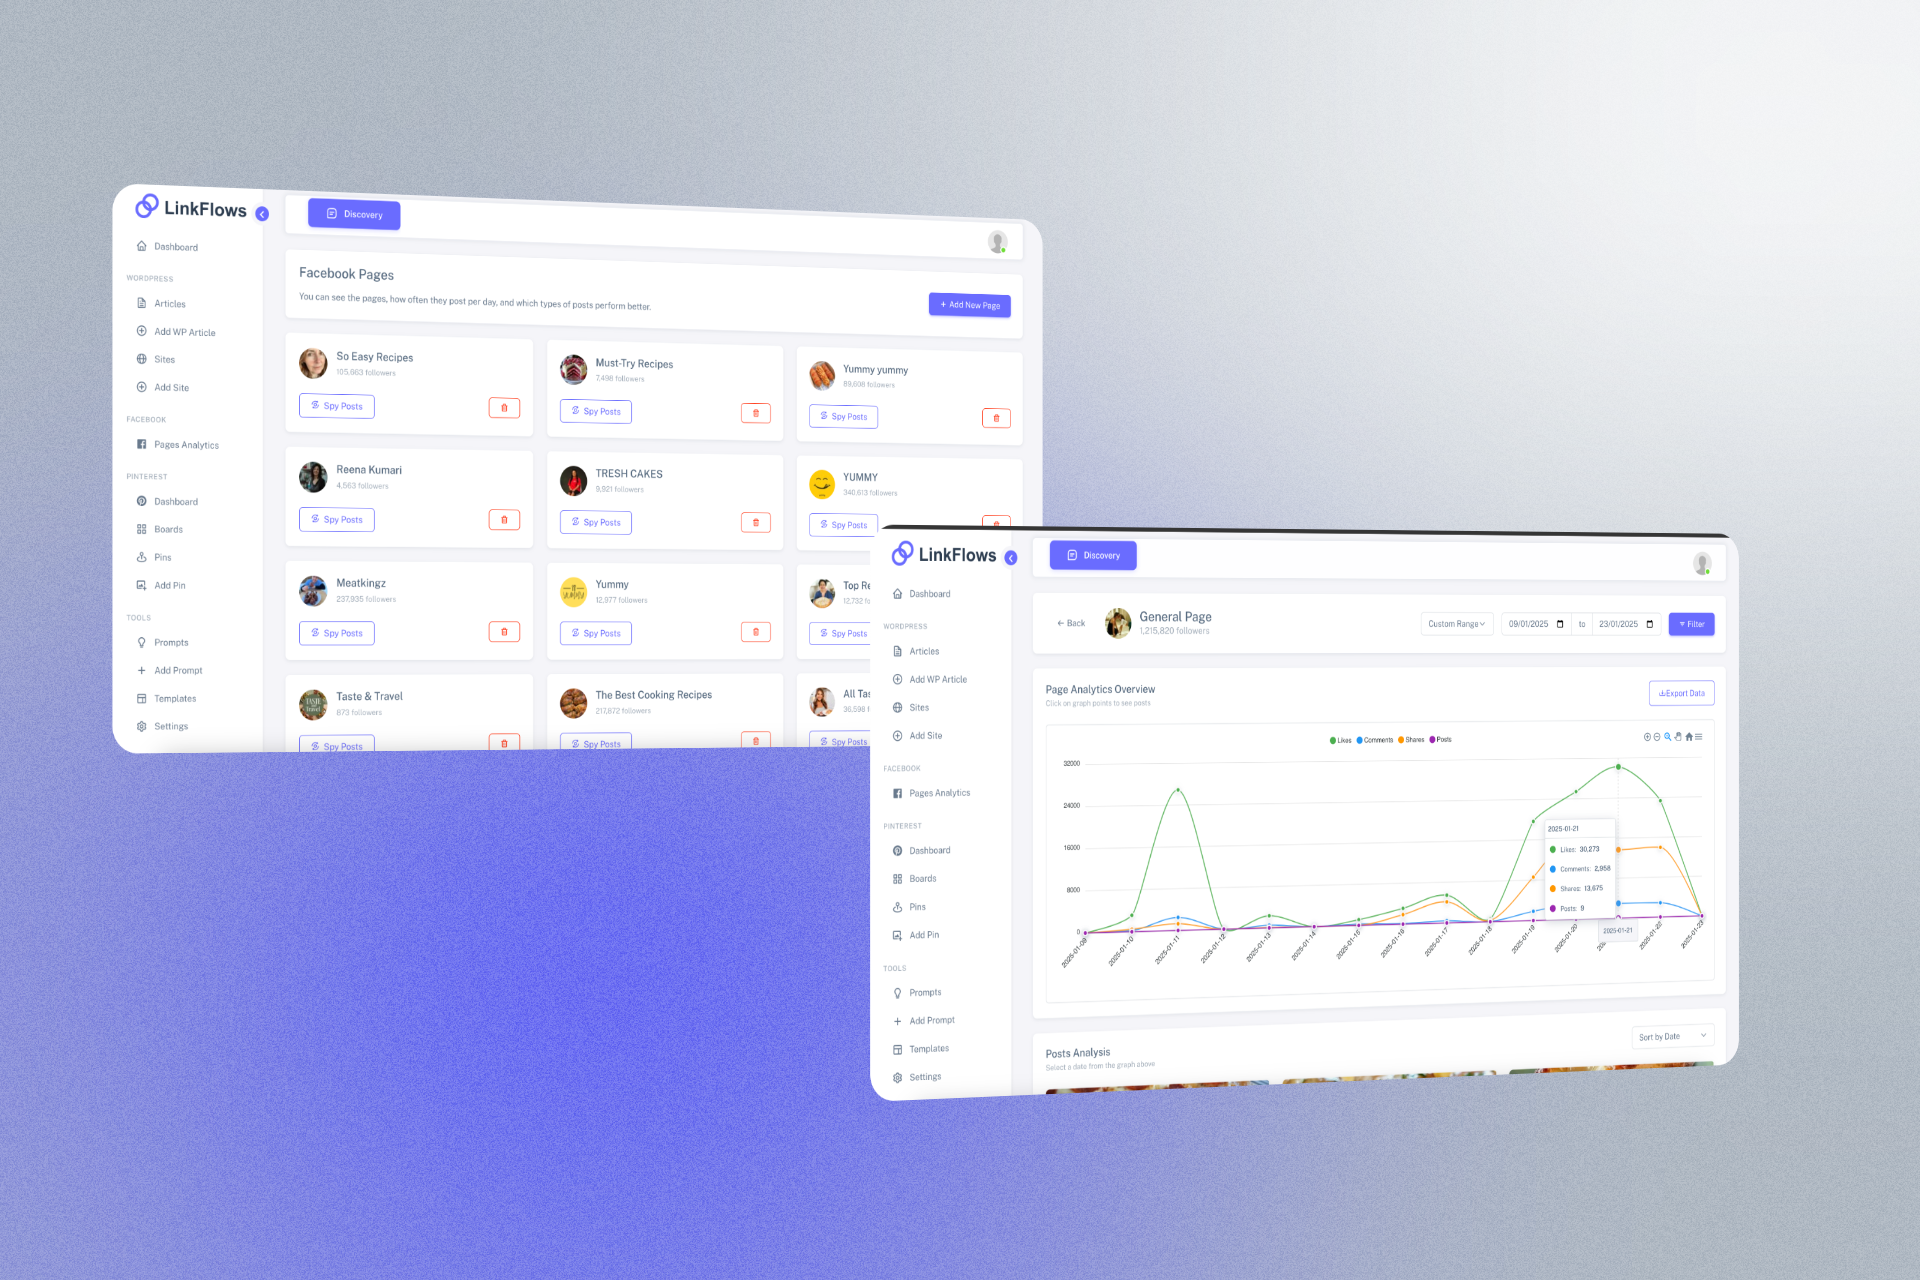 LinkFlows
Discovery
Dashboard
WORDPRESS
Articles
Add WP Article
Sites
Add Site
FACEBOOK
Pages Analytics
PINTEREST
Dashboard
Boards
Pins
Add Pin
TOOLS
Prompts
Add Prompt
Templates
Settings
Facebook Pages
You can see the pages, how often they post per day, and which types of posts perform better.
+ Add New Page
So Easy Recipes
105,663 followers
Spy Posts
Must-Try Recipes
7,498 followers
Spy Posts
Yummy yummy
89,608 followers
Spy Posts
Reena Kumari
4,563 followers
Spy Posts
TRESH CAKES
9,921 followers
Spy Posts
YUMMY
340,613 followers
Spy Posts
Meatkingz
237,935 followers
Spy Posts
Yummy
12,977 followers
Spy Posts
Top Re
12,732 fo
Spy Posts
Taste & Travel
873 followers
Spy Posts
The Best Cooking Recipes
217,872 followers
Spy Posts
All Tas
36,598 f
Spy Posts
LinkFlows
Discovery
Dashboard
WORDPRESS
Articles
Add WP Article
Sites
Add Site
FACEBOOK
Pages Analytics
PINTEREST
Dashboard
Boards
Pins
Add Pin
TOOLS
Prompts
Add Prompt
Templates
Settings
← Back
General Page
1,215,820 followers
Custom Range
09/01/2025
to
23/01/2025
Filter
Page Analytics Overview
Click on graph points to see posts
Export Data
Likes Comments Shares Posts
32000
24000
16000
8000
0
2025-01-21
Likes: 30,273
Comments: 2,958
Shares: 13,675
Posts: 9
2025-01-09
2025-01-10
2025-01-11
2025-01-12
2025-01-13
2025-01-14
2025-01-15
2025-01-16
2025-01-17
2025-01-18
2025-01-19
2025-01-20
2025-01-21
2025-01-22
2025-01-23
Posts Analysis
Select a date from the graph above
Sort by Date